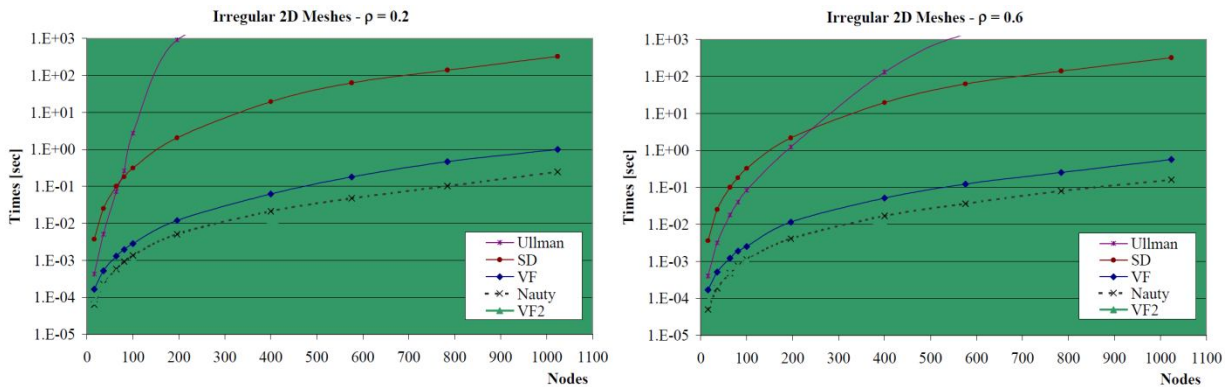 Irregular 2D Meshes - ρ = 0.2
Times [sec]
1.E+03
1.E+02
1.E+01
1.E+00
1.E-01
1.E-02
1.E-03
1.E-04
1.E-05
Ullman
SD
VF
Nauty
VF2
0 100 200 300 400 500 600 700 800 900 1000 1100
Nodes
Irregular 2D Meshes - ρ = 0.6
Times [sec]
1.E+03
1.E+02
1.E+01
1.E+00
1.E-01
1.E-02
1.E-03
1.E-04
1.E-05
Ullman
SD
VF
Nauty
VF2
0 100 200 300 400 500 600 700 800 900 1000 1100
Nodes